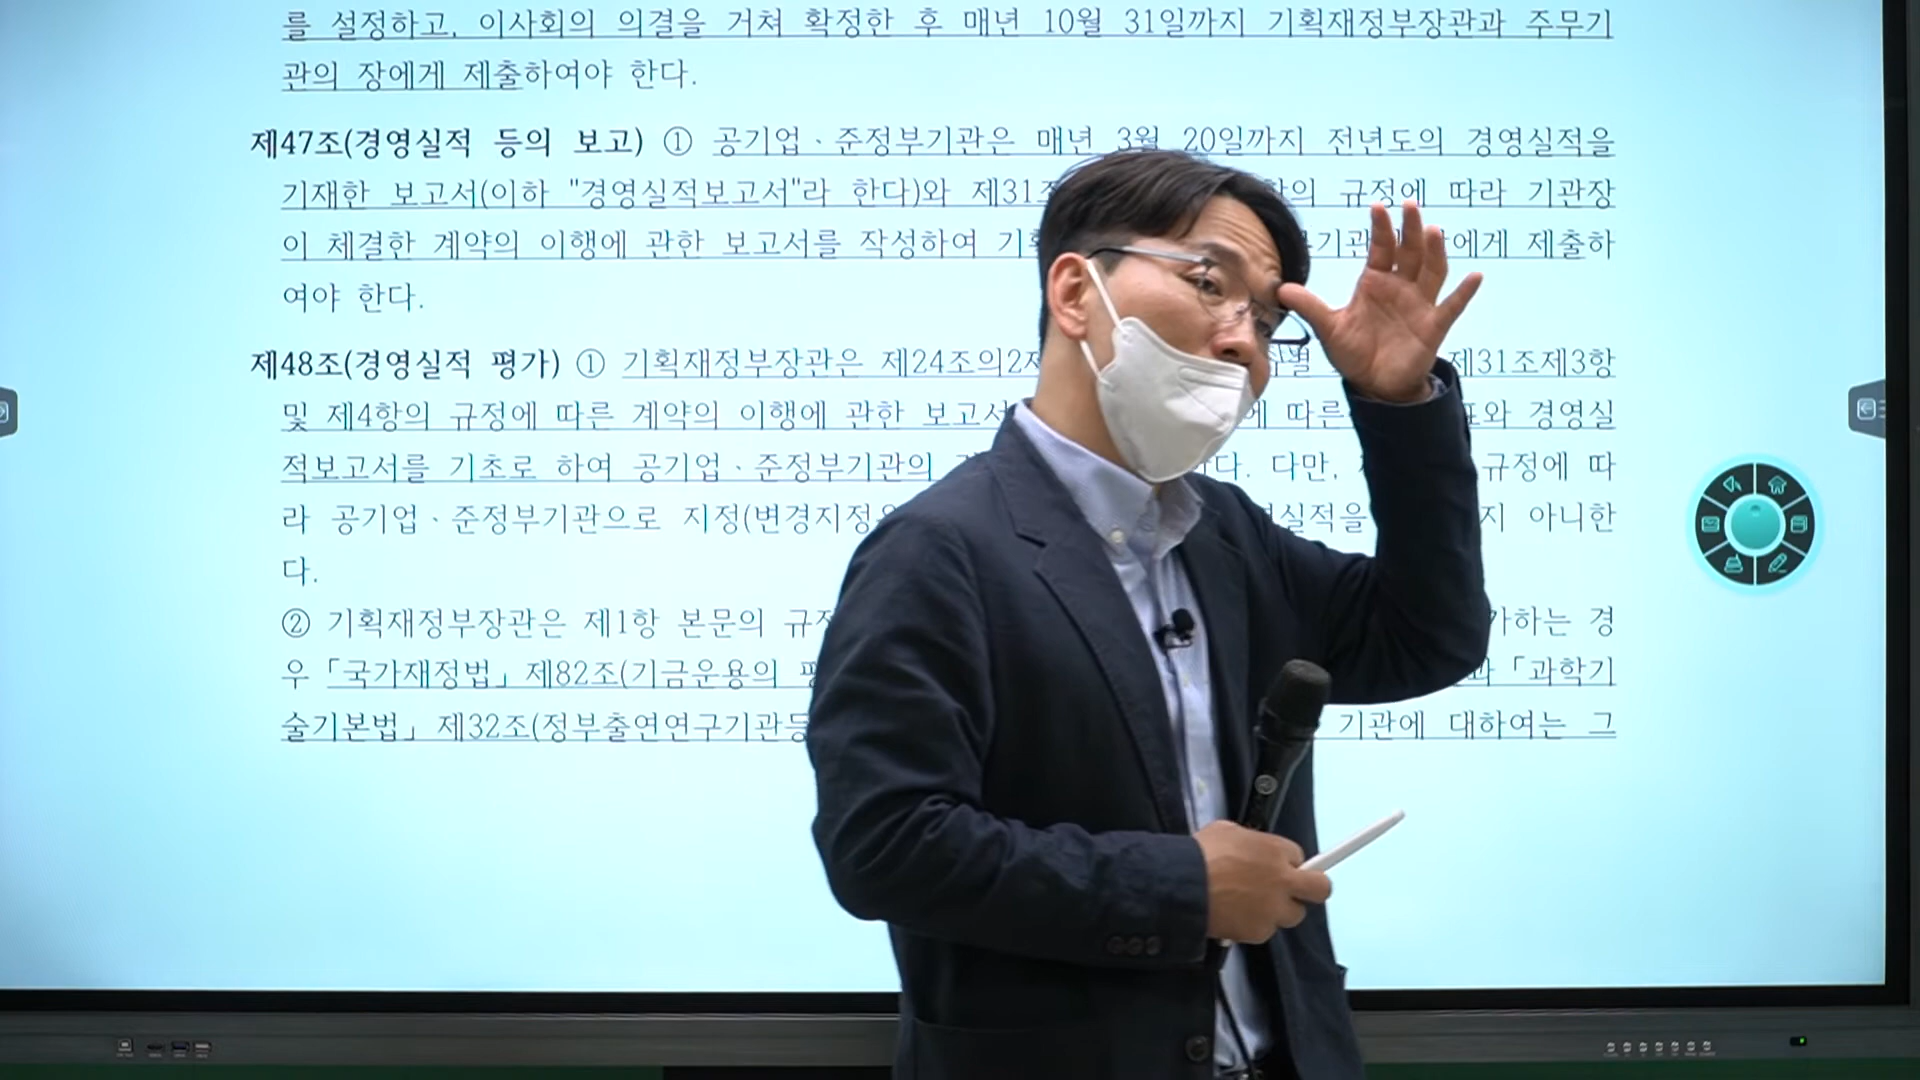 를 설정하고, 이사회의 의결을 거쳐 확정한 후 매년 10월 31일까지 기획재정부장관과 주무기
관의 장에게 제출하여야 한다.
제47조(경영실적 등의 보고) ① 공기업ㆍ준정부기관은 매년 3월 20일까지 전년도의 경영실적을
기재한 보고서(이하 "경영실적보고서"라 한다)와 제31조 규정에 따라 기관장
이 체결한 계약의 이행에 관한 보고서를 작성하여 제출하
여야 한다.
제48조(경영실적 평가) ① 기획재정부장관은 제24조의2 제31조제3항
및 제4항의 규정에 따른 계약의 이행에 관한 보고서 따른 경영실
적보고서를 기초로 하여 공기업ㆍ준정부기관의 다만, 규정에 따
라 공기업ㆍ준정부기관으로 지정(변경지정 아니한
다.
② 기획재정부장관은 제1항 본문의 경
우 「국가재정법」 제82조(기금운용의 「과학기
술기본법」 제32조(정부출연연구기관등 기관에 대하여는 그